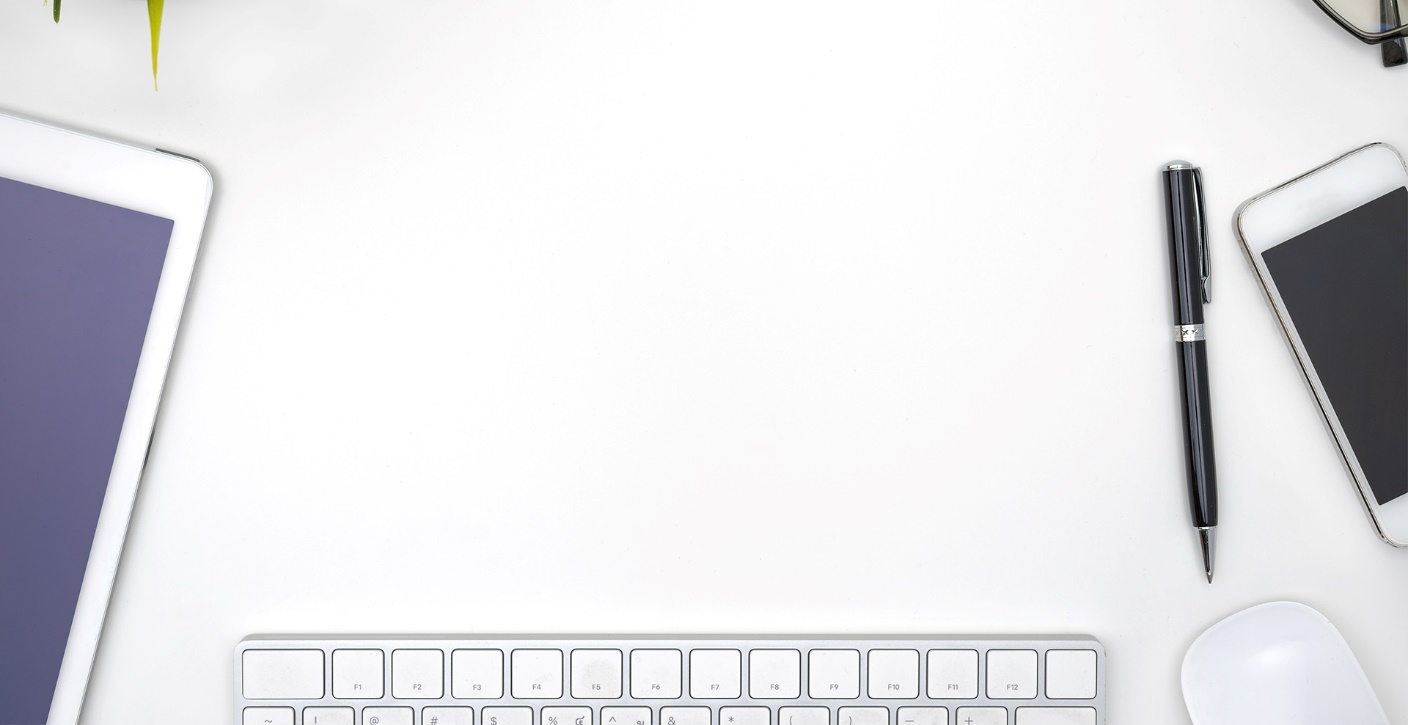 F1 F2 F3 F4 F5 F6 F7 F8 F9 F10 F11 F12
~ ! @ # $ % ^ & * ( ) — +